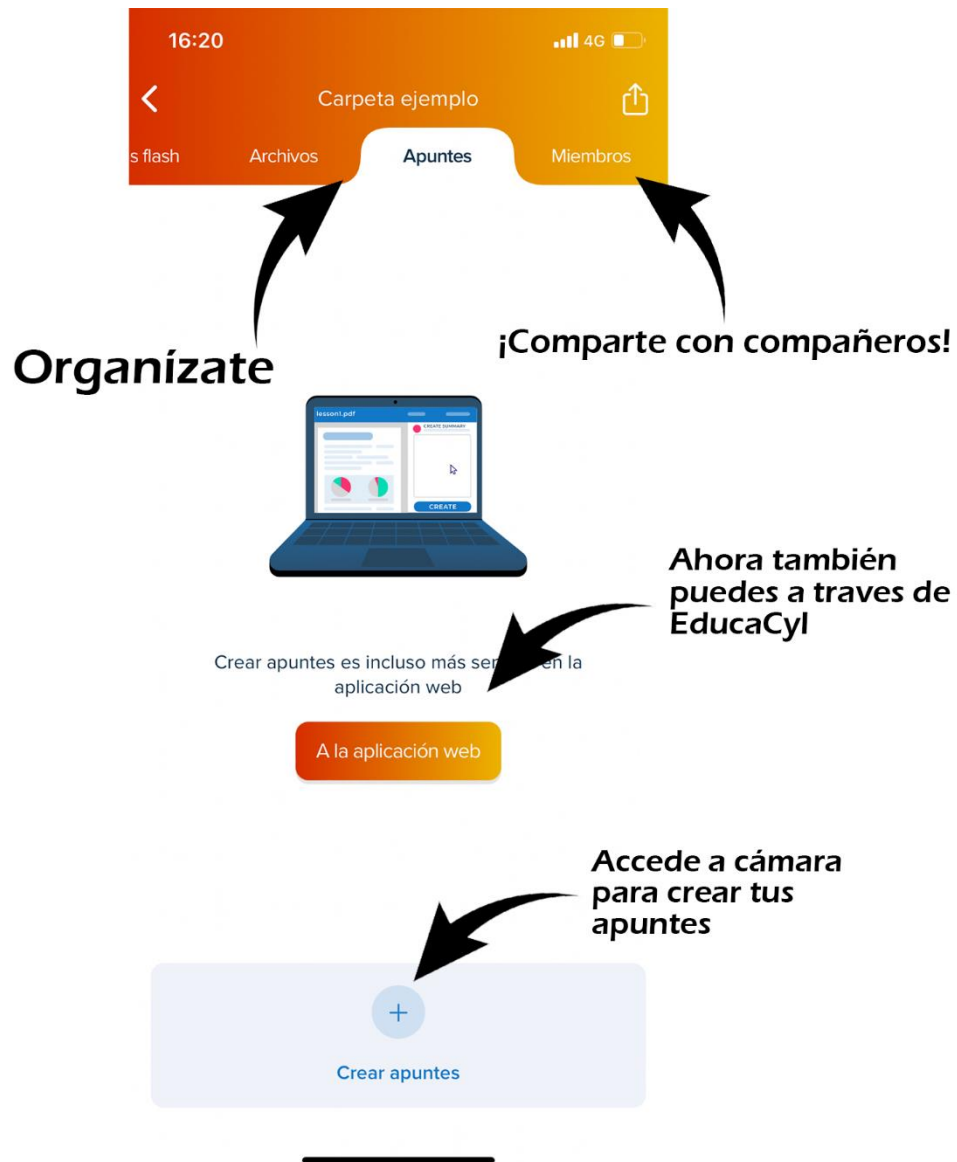 16:20
4G
Carpeta ejemplo
s flash
Archivos
Apuntes
Miembros
Organízate
¡Comparte con compañeros!
lesson1.pdf
CREATE SUMMARY
CREATE
Ahora también
puedes a traves de
EducaCyl
Crear apuntes es incluso más sen en la
aplicación web
A la aplicación web
Accede a cámara
para crear tus
apuntes
+
Crear apuntes